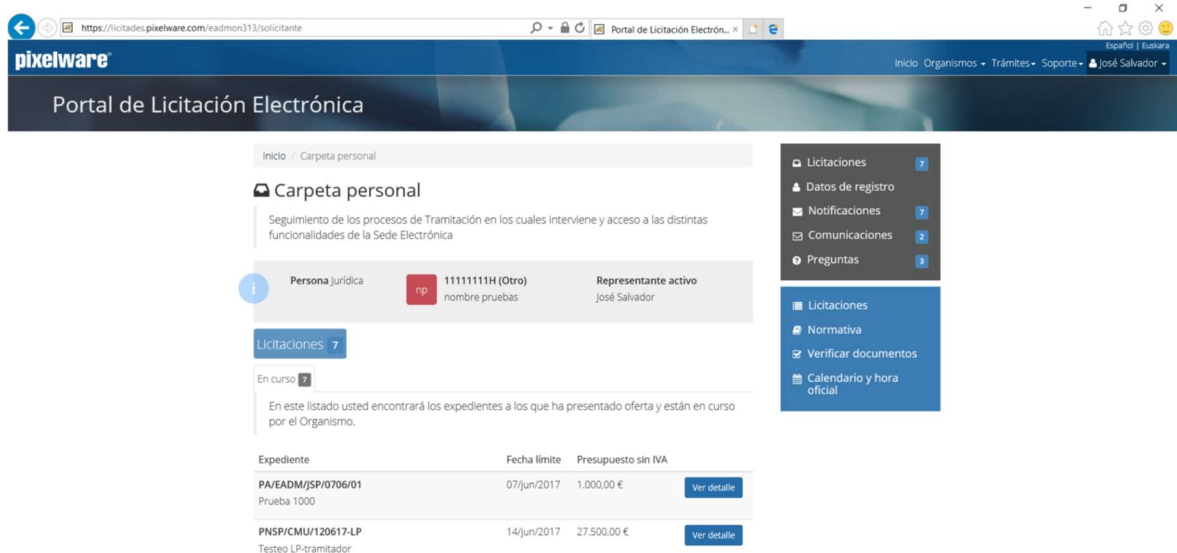 https://licitades.pixelware.com/eadmon313/solicitante
Portal de Licitación Electrón...
Español | Euskara
pixelware
Inicio Organismos Trámites Soporte José Salvador
Portal de Licitación Electrónica
Inicio / Carpeta personal
Carpeta personal
Seguimiento de los procesos de Tramitación en los cuales interviene y acceso a las distintas
funcionalidades de la Sede Electrónica
i
Persona Jurídica
np
11111111H (Otro)
nombre pruebas
Representante activo
José Salvador
Licitaciones 7
En curso 7
En este listado usted encontrará los expedientes a los que ha presentado oferta y están en curso
por el Organismo.
Expediente Fecha límite Presupuesto sin IVA
PA/EADM/JSP/0706/01 07/jun/2017 1.000,00 € Ver detalle
Prueba 1000
PNSP/CMU/120617-LP 14/jun/2017 27.500,00 € Ver detalle
Testeo LP-tramitador
Licitaciones 7
Datos de registro
Notificaciones 7
Comunicaciones 2
Preguntas 3
Licitaciones
Normativa
Verificar documentos
Calendario y hora
oficial